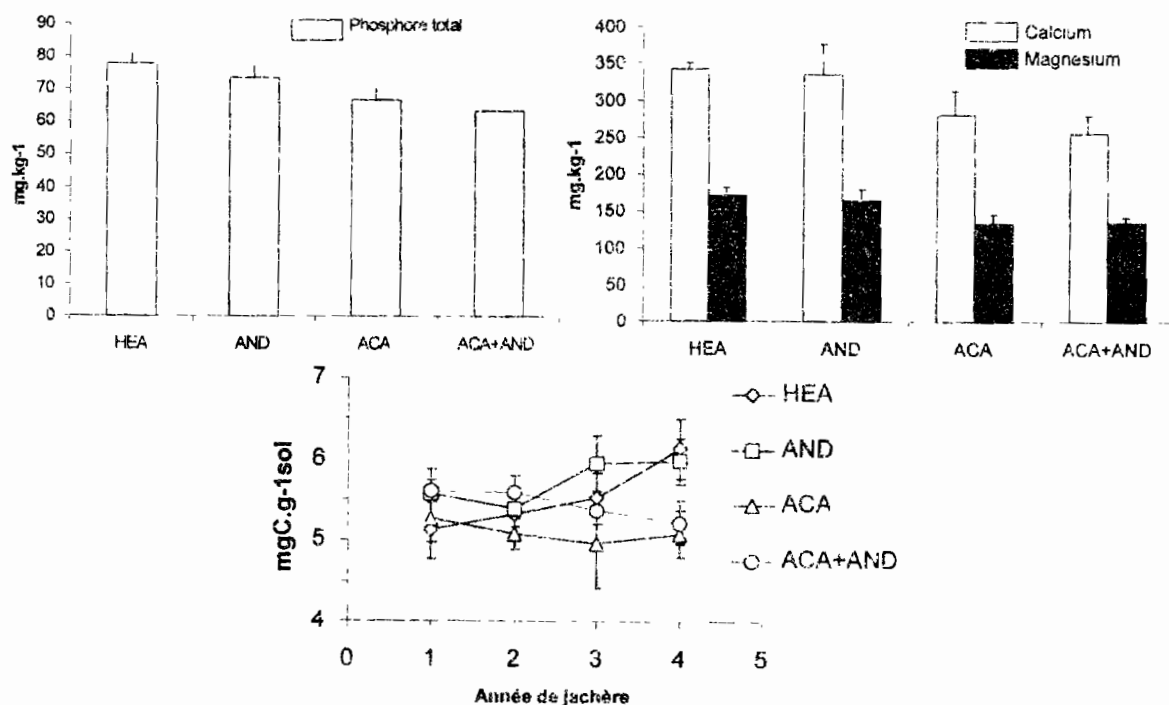 90
80
70
60
50
40
30
20
10
0
mg.kg-1
Phosphore total
HEA AND ACA ACA+AND
400
350
300
250
200
150
100
50
0
mg.kg-1
Calcium
Magnesium
HEA AND ACA ACA+AND
7
6
5
4
mgC.g-1sol
0 1 2 3 4 5
Année de jachère
HEA
AND
ACA
ACA+AND